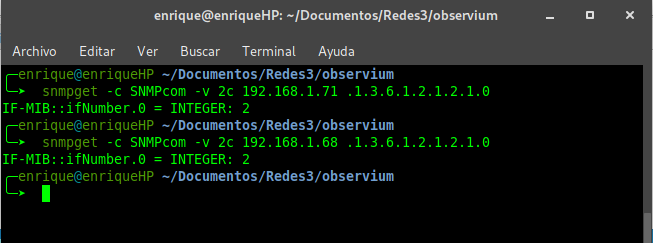 enrique@enriqueHP: ~/Documentos/Redes3/observium
Archivo Editar Ver Buscar Terminal Ayuda
enrique@enriqueHP ~/Documentos/Redes3/observium
snmpget -c SNMPcom -v 2c 192.168.1.71 .1.3.6.1.2.1.2.1.0
IF-MIB::ifNumber.0 = INTEGER: 2
enrique@enriqueHP ~/Documentos/Redes3/observium
snmpget -c SNMPcom -v 2c 192.168.1.68 .1.3.6.1.2.1.2.1.0
IF-MIB::ifNumber.0 = INTEGER: 2
enrique@enriqueHP ~/Documentos/Redes3/observium